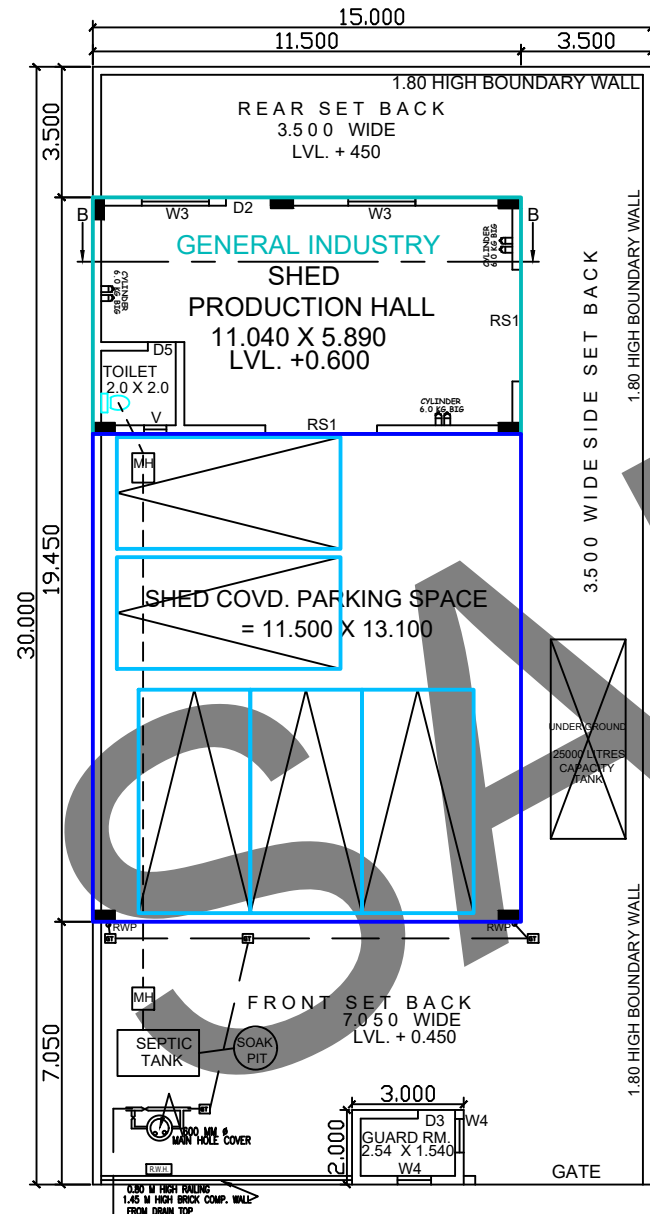 15.000
11.500
3.500
1.80 HIGH BOUNDARY WALL
REAR SET BACK
3.500 WIDE
LVL. + 450
3.500
B
W3
D2
W3
B
GENERAL INDUSTRY
SHED
PRODUCTION HALL
11.040 X 5.890
LVL. +0.600
CYLINDER
6.0 KG BIG
CYLINDER
6.0 KG BIG
RS1
D5
TOILET
2.0 X 2.0
V
CYLINDER
6.0 KG BIG
RS1
MH
1.80 HIGH BOUNDARY WALL
3.500 WIDE SIDE SET BACK
30.000
19.450
SHED COVD. PARKING SPACE
= 11.500 X 13.100
UNDER GROUND
25000 LITRES
CAPACITY
TANK
RWP
RWP
ST
ST
ST
1.80 HIGH BOUNDARY WALL
MH
FRONT SET BACK
7.050 WIDE
LVL. + 0.450
7.050
SEPTIC
TANK
SOAK
PIT
ST
600 MM. ø
MAIN HOLE COVER
R.W.H.
3.000
2.000
D3
W4
GUARD RM.
2.54 X 1.540
W4
GATE
0.80 M HIGH RAILING
1.45 M HIGH BRICK COMP. WALL
FROM DRAIN TOP